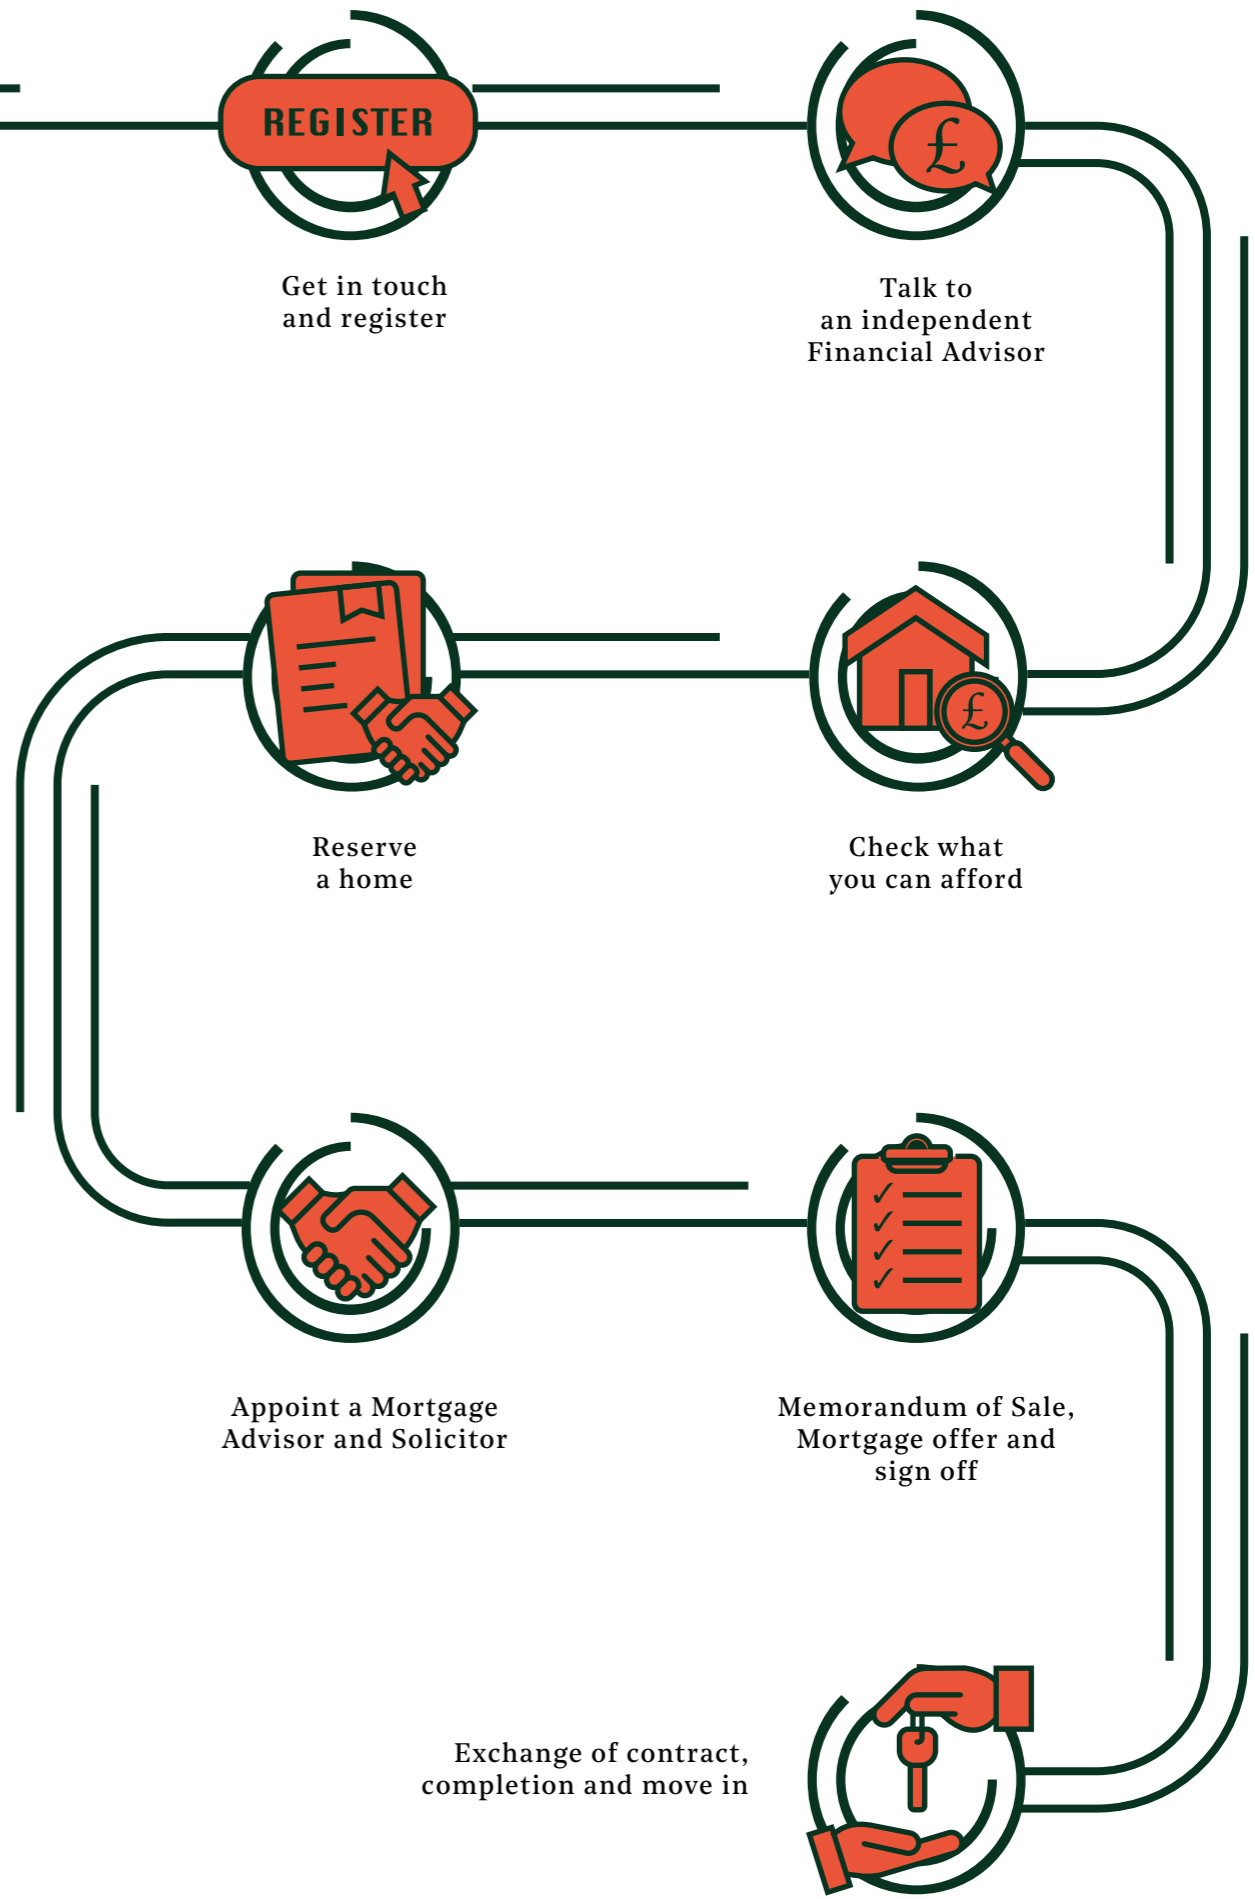 REGISTER
Get in touch
and register
£
Talk to
an independent
Financial Advisor
£
Check what
you can afford
Reserve
a home
Appoint a Mortgage
Advisor and Solicitor
Memorandum of Sale,
Mortgage offer and
sign off
Exchange of contract,
completion and move in